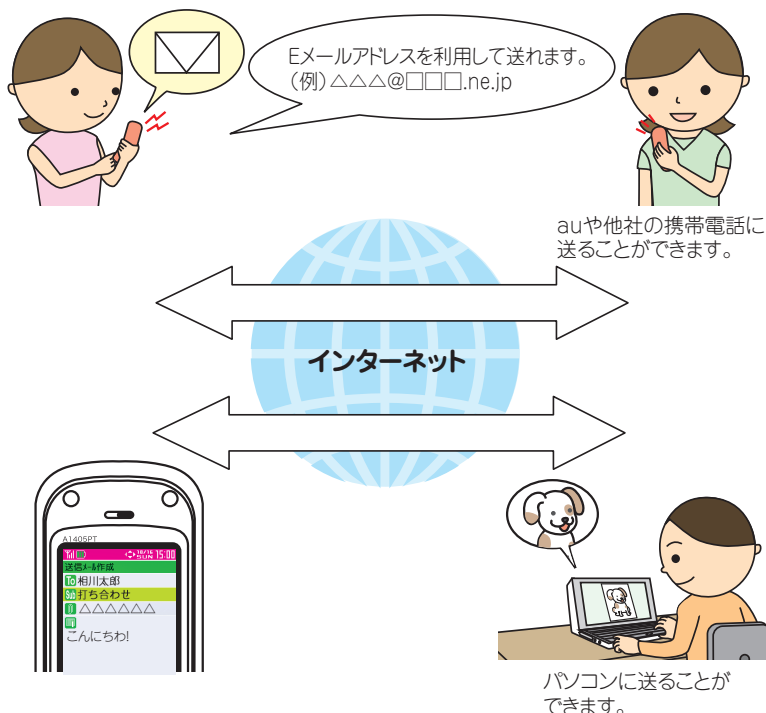 Eメールアドレスを利用して送れます。
（例）△△△@□□□.ne.jp
auや他社の携帯電話に
送ることができます。
インターネット
A1405PT
10/16
SUN 15:00
送信メール作成
To 相川太郎
Sub 打ち合わせ
△△△△△△
こんにちわ!
パソコンに送ることが
できます。